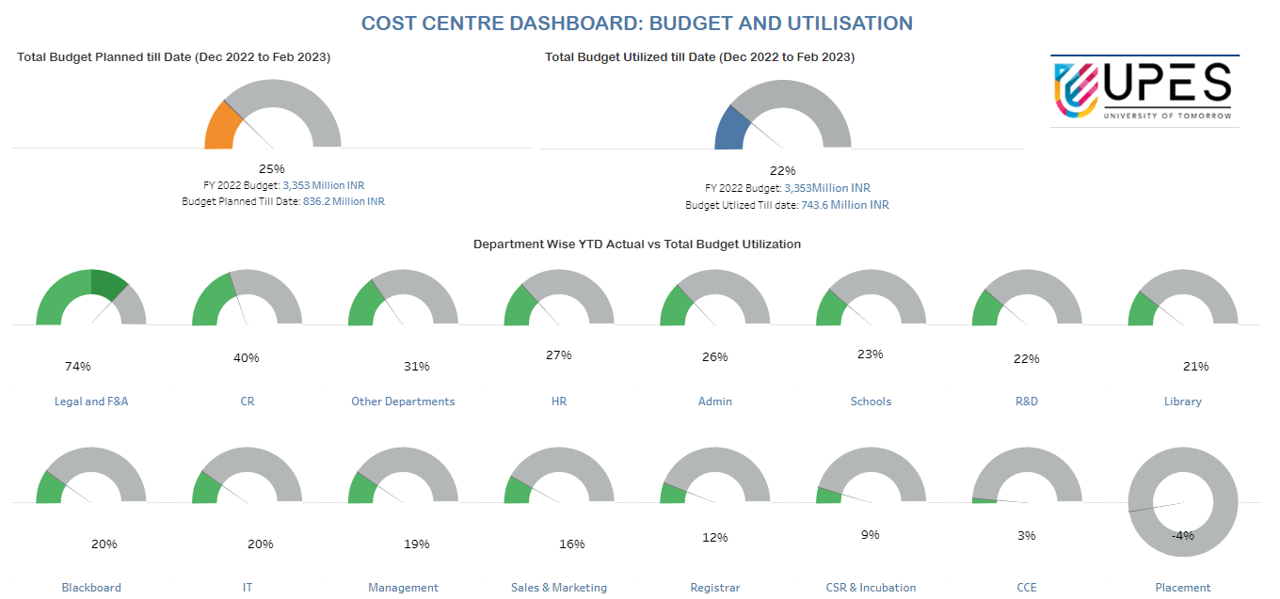 COST CENTRE DASHBOARD: BUDGET AND UTILISATION
Total Budget Planned till Date (Dec 2022 to Feb 2023)
Total Budget Utilized till Date (Dec 2022 to Feb 2023)
UPES
UNIVERSITY OF TOMORROW
25%
FY 2022 Budget: 3,353 Million INR
Budget Planned Till Date: 836.2 Million INR
22%
FY 2022 Budget: 3,353Million INR
Budget Utlized Till date: 743.6 Million INR
Department Wise YTD Actual vs Total Budget Utilization
74%
40%
31%
27%
26%
23%
22%
21%
Legal and F&A
CR
Other Departments
HR
Admin
Schools
R&D
Library
20%
20%
19%
16%
12%
9%
3%
-4%
Blackboard
IT
Management
Sales & Marketing
Registrar
CSR & Incubation
CCE
Placement